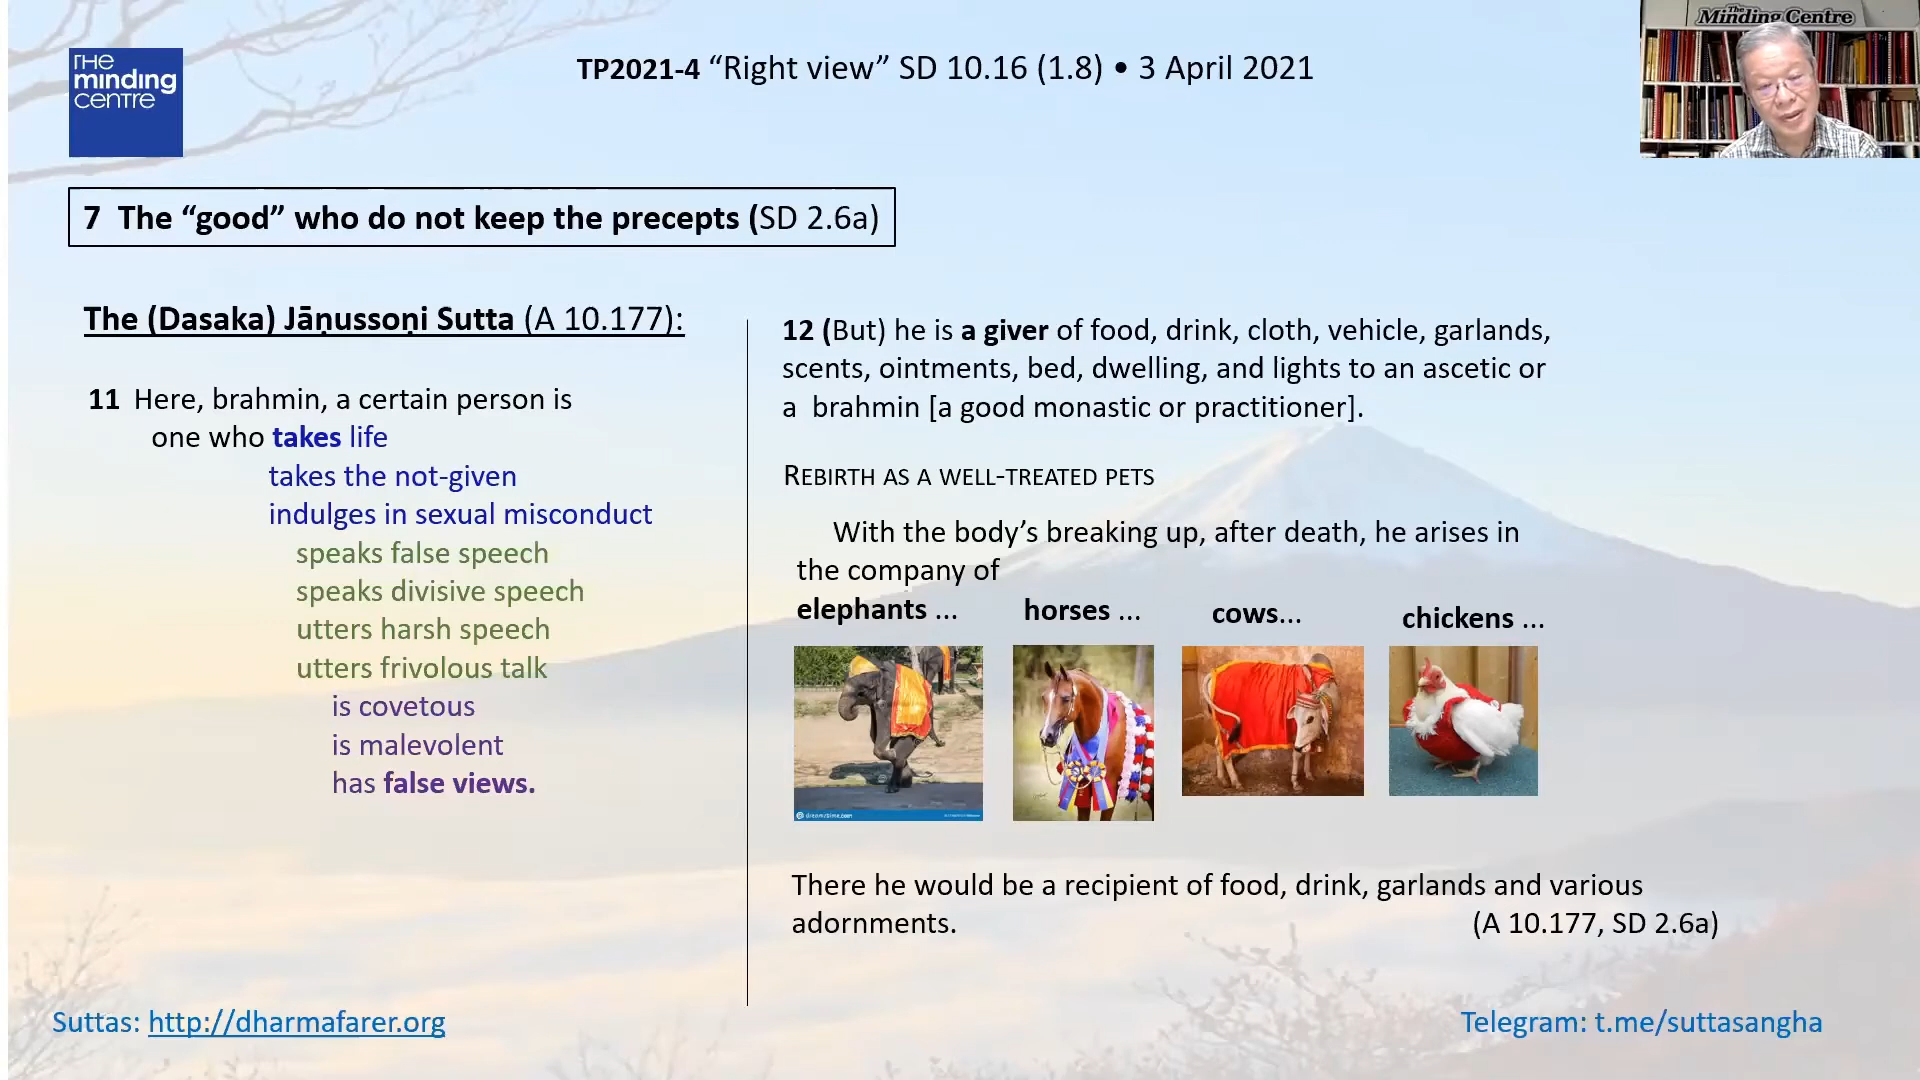 THE
minding
centre
TP2021-4 “Right view” SD 10.16 (1.8) • 3 April 2021
The
Minding Centre
7 The “good” who do not keep the precepts (SD 2.6a)
The (Dasaka) Jāṇussoṇi Sutta (A 10.177):
11 Here, brahmin, a certain person is
one who takes life
takes the not-given
indulges in sexual misconduct
speaks false speech
speaks divisive speech
utters harsh speech
utters frivolous talk
is covetous
is malevolent
has false views.
12 (But) he is a giver of food, drink, cloth, vehicle, garlands,
scents, ointments, bed, dwelling, and lights to an ascetic or
a brahmin [a good monastic or practitioner].
REBIRTH AS A WELL-TREATED PETS
With the body’s breaking up, after death, he arises in
the company of
elephants ... horses ... cows... chickens ...
dreamstime.com
There he would be a recipient of food, drink, garlands and various
adornments. (A 10.177, SD 2.6a)
Suttas: http://dharmafarer.org
Telegram: t.me/suttasangha